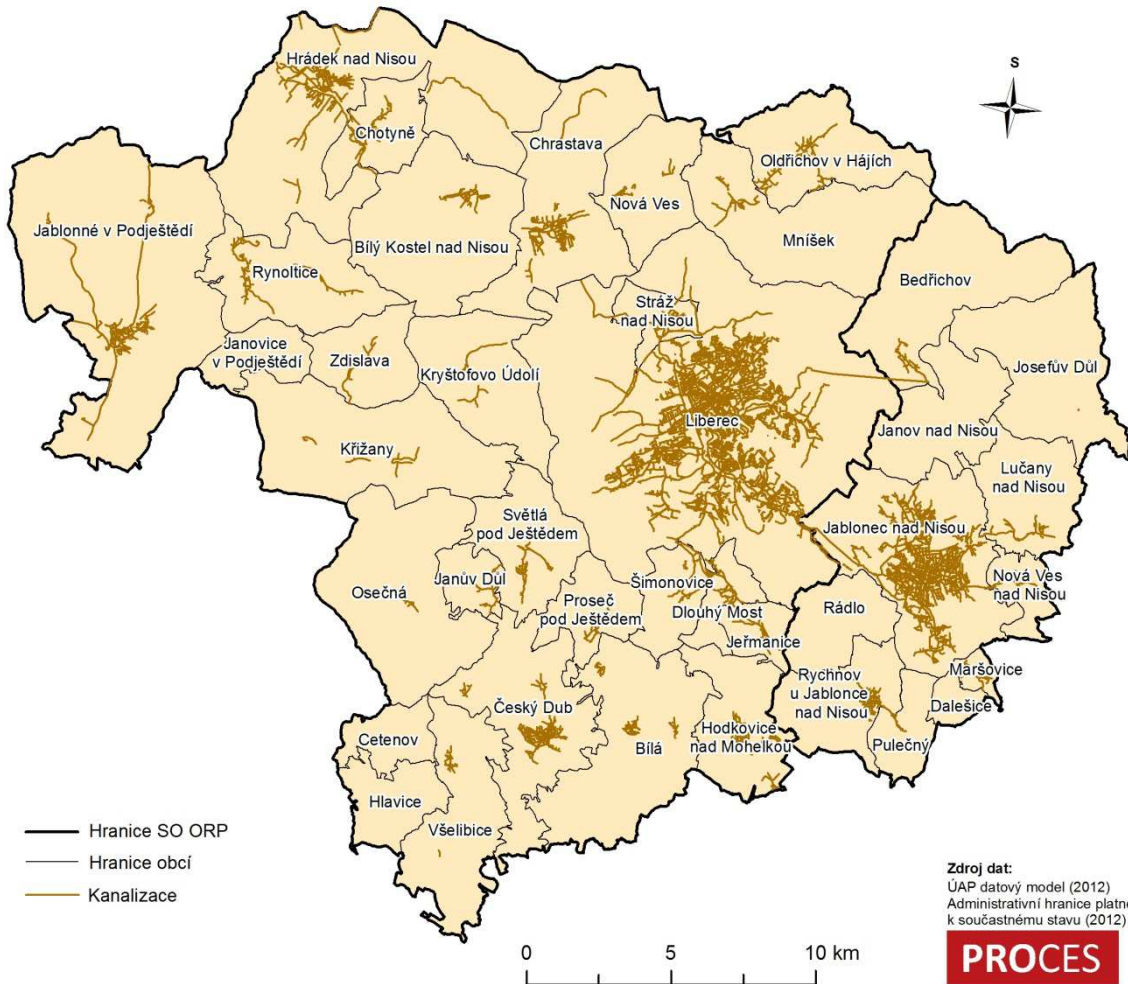 Hrádek nad Nisou
S
Chotyně
Chrastava
Oldřichov v Hájích
Jablonné v Podještědí
Nová Ves
Bílý Kostel nad Nisou
Mníšek
Rynoltice
Bedřichov
Stráž
nad Nisou
Janovice
v Podještědí
Zdislava
Kryštofovo Údolí
Josefův Důl
Liberec
Janov nad Nisou
Křižany
Lučany
nad Nisou
Světlá
pod Ještědem
Jablonec nad Nisou
Osečná
Janův Důl
Šimonovice
Nová Ves
nad Nisou
Proseč
pod Ještědem
Dlouhý Most
Rádlo
Jeřmanice
Maršovice
Rychnov
u Jablonce
nad Nisou
Dalešice
Český Dub
Hodkovice
nad Mohelkou
Bílá
Pulečný
Cetenov
Hlavice
Všelibice
Hranice SO ORP
Hranice obcí
Kanalizace
0 5 10 km
Zdroj dat:
ÚAP datový model (2012)
Administrativní hranice platné
k součastnému stavu (2012)
PROCES